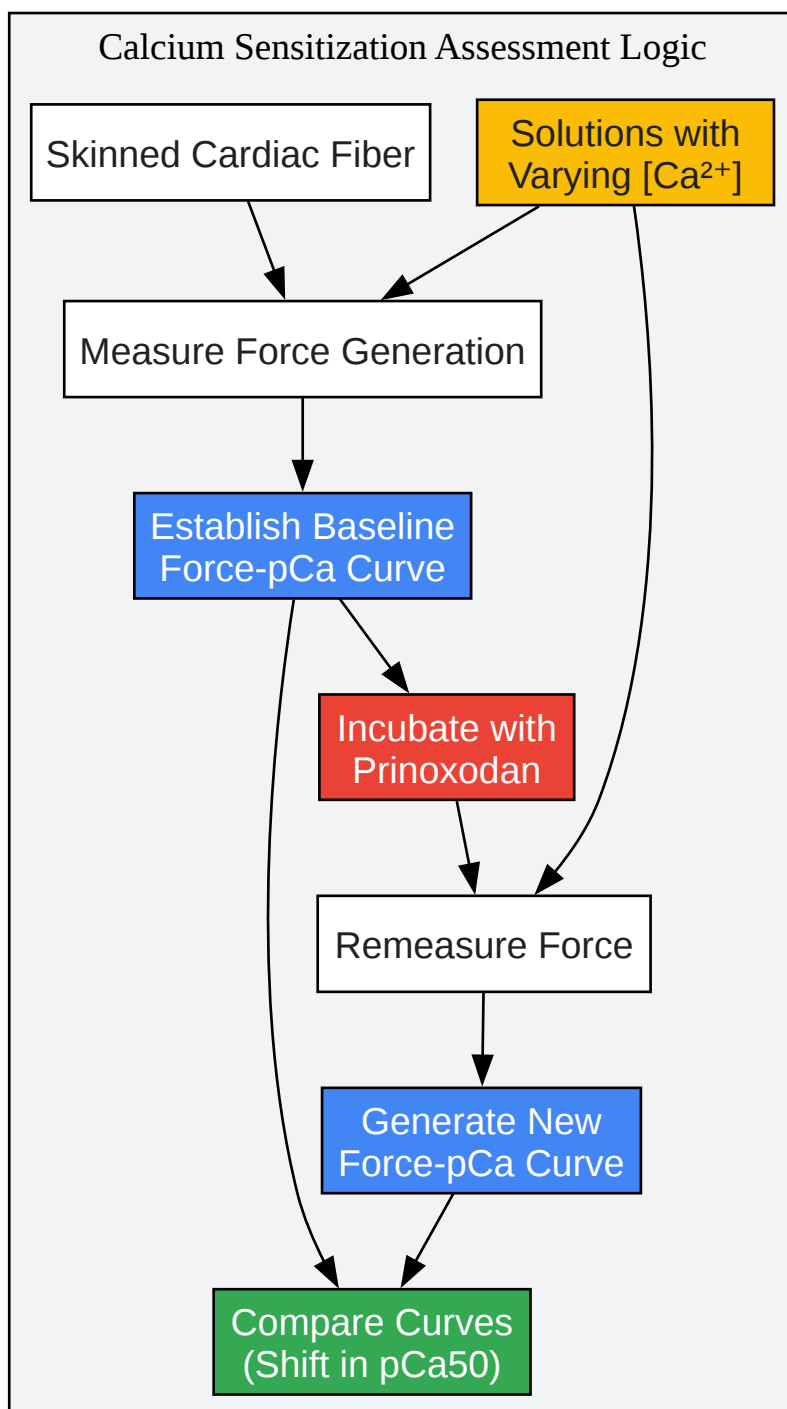 Calcium Sensitization Assessment Logic
Skinned Cardiac Fiber
Solutions with
Varying [Ca²⁺]
Measure Force Generation
Establish Baseline
Force-pCa Curve
Incubate with
Prinoxodan
Remeasure Force
Generate New
Force-pCa Curve
Compare Curves
(Shift in pCa50)